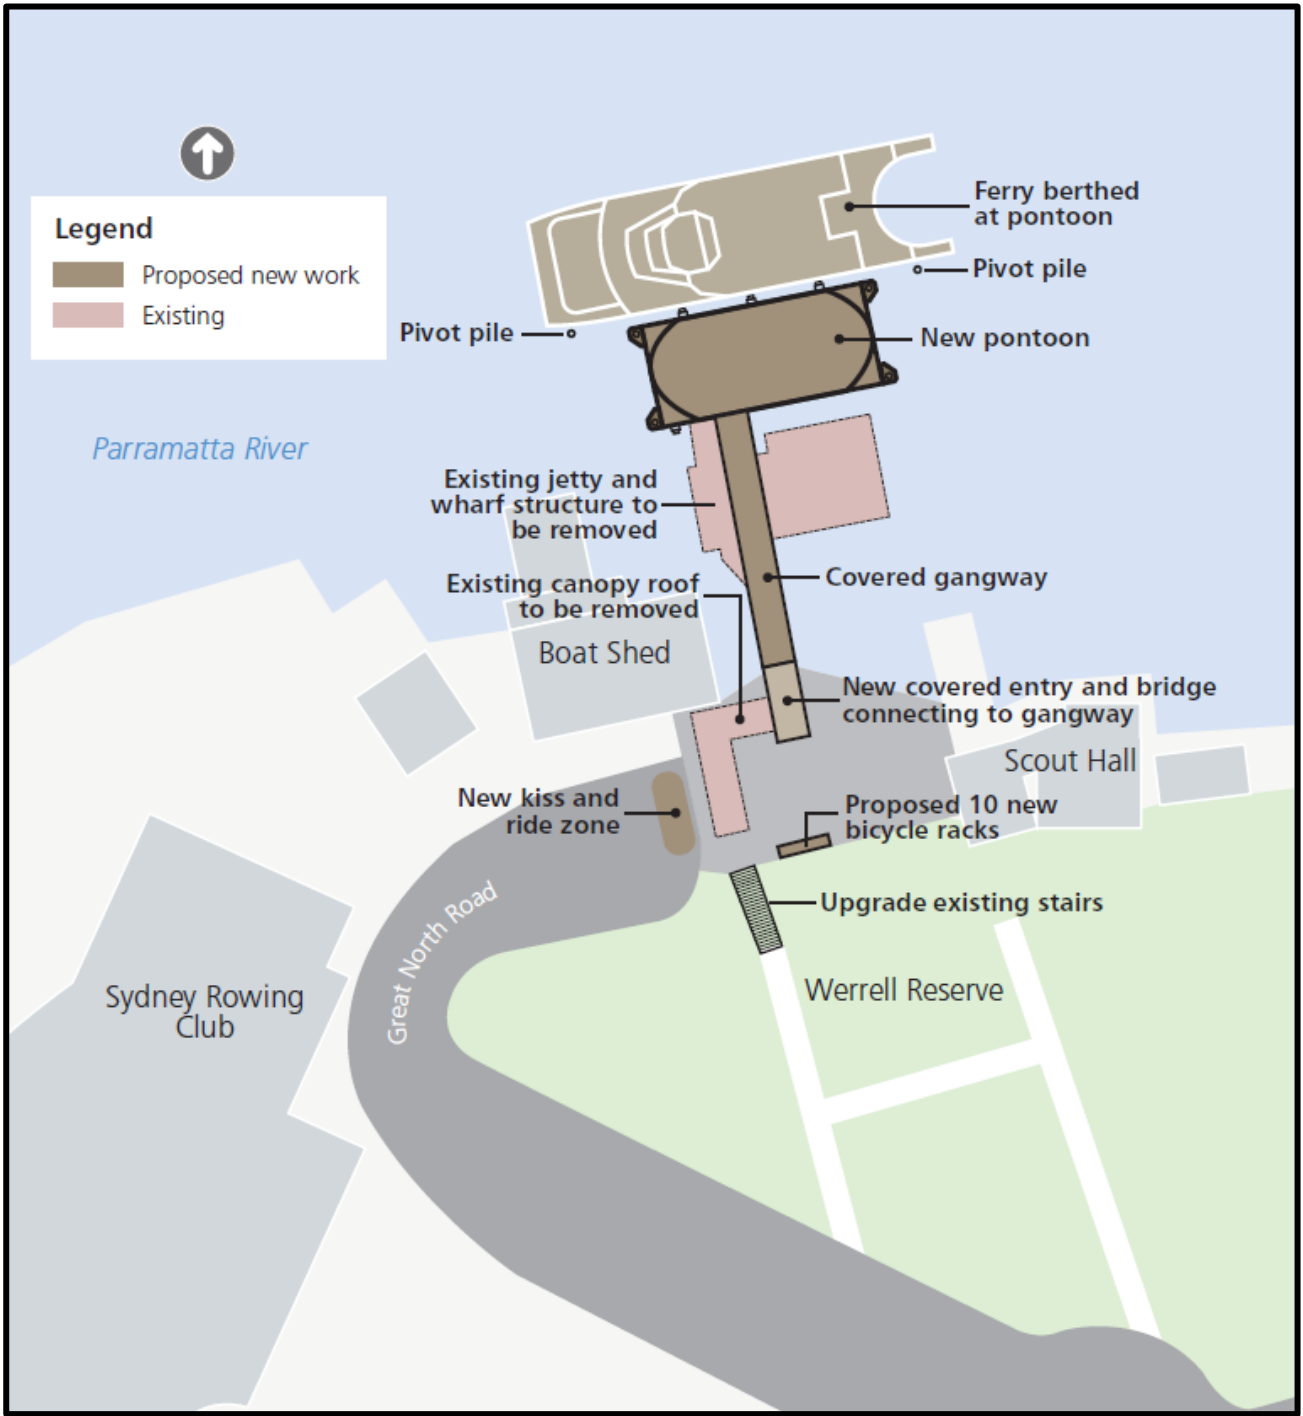 Legend
Proposed new work
Existing
Ferry berthed
at pontoon
Pivot pile
Pivot pile
New pontoon
Parramatta River
Existing jetty and
wharf structure to
be removed
Existing canopy roof
to be removed
Covered gangway
Boat Shed
New covered entry and bridge
connecting to gangway
Scout Hall
New kiss and
ride zone
Proposed 10 new
bicycle racks
Upgrade existing stairs
Great North Road
Werrell Reserve
Sydney Rowing
Club